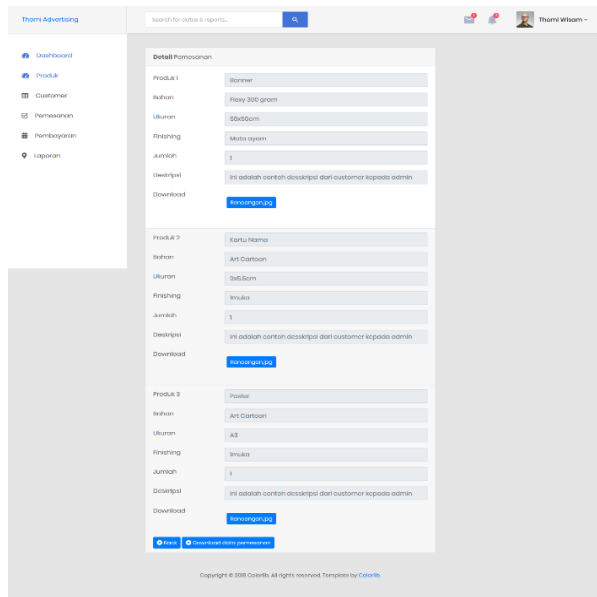 Thomi Advertising
Search for datas & reports...
Thomi Wisam
Dashboard
Produk
Customer
Pemesanan
Pembayaran
Laporan
Detail Pemesanan
Produk 1
Banner
Bahan
Flexy 300 gram
Ukuran
50x50cm
Finishing
Mata ayam
Jumlah
1
Deskripsi
Ini adalah contoh desskripsi dari customer kepada admin
Download
Rancangan.jpg
Produk 2
Kartu Nama
Bahan
Art Cartoon
Ukuran
9x5.5cm
Finishing
1muka
Jumlah
1
Deskripsi
Ini adalah contoh desskripsi dari customer kepada admin
Download
Rancangan.jpg
Produk 3
Poster
Bahan
Art Cartoon
Ukuran
A3
Finishing
1muka
Jumlah
1
Deskripsi
Ini adalah contoh desskripsi dari customer kepada admin
Download
Rancangan.jpg
Back
Download data pemesanan
Copyright © 2018 Colorlib. All rights reserved. Template by Colorlib.